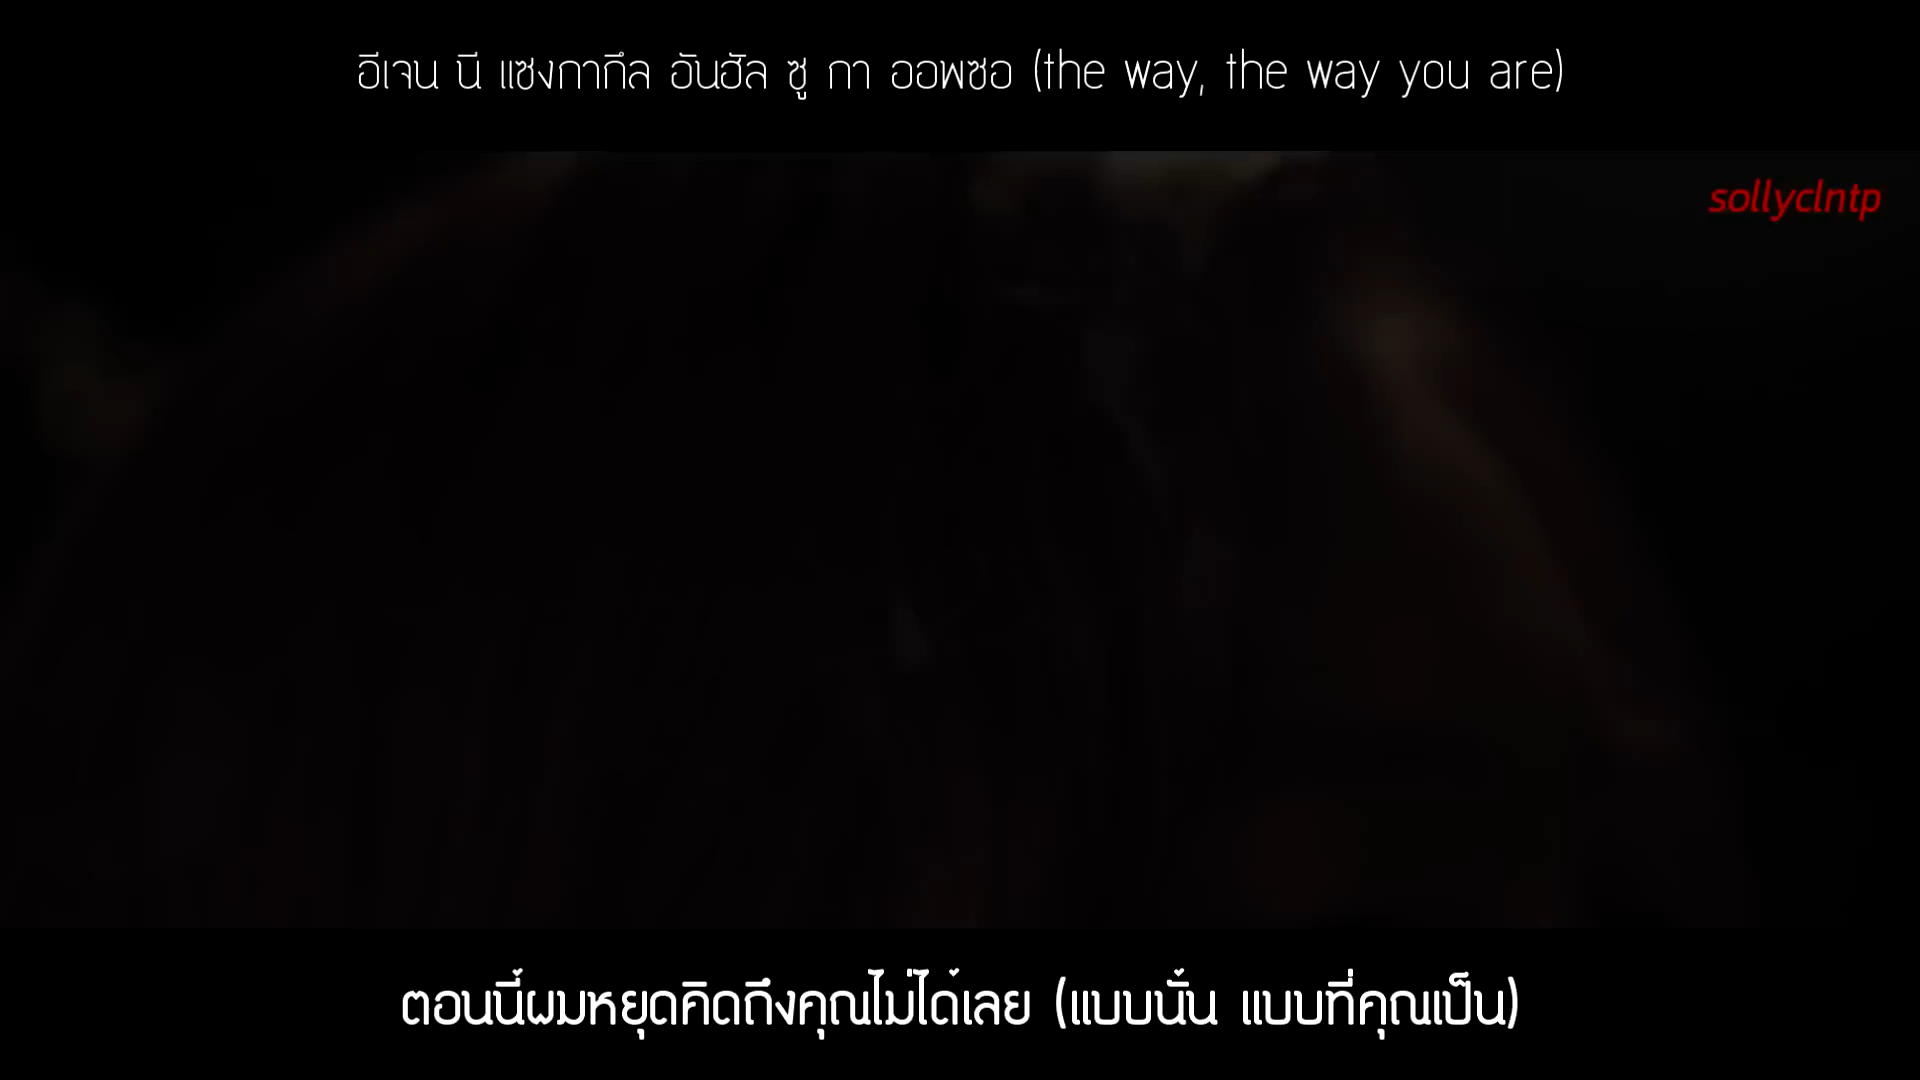 อีเจน นี แซงกากึล อันฮัล ซู กา ออพซอ (the way, the way you are)
sollyclntp
ตอนนี้ผมหยุดคิดถึงคุณไม่ได้เลย (แบบนั้น แบบที่คุณเป็น)